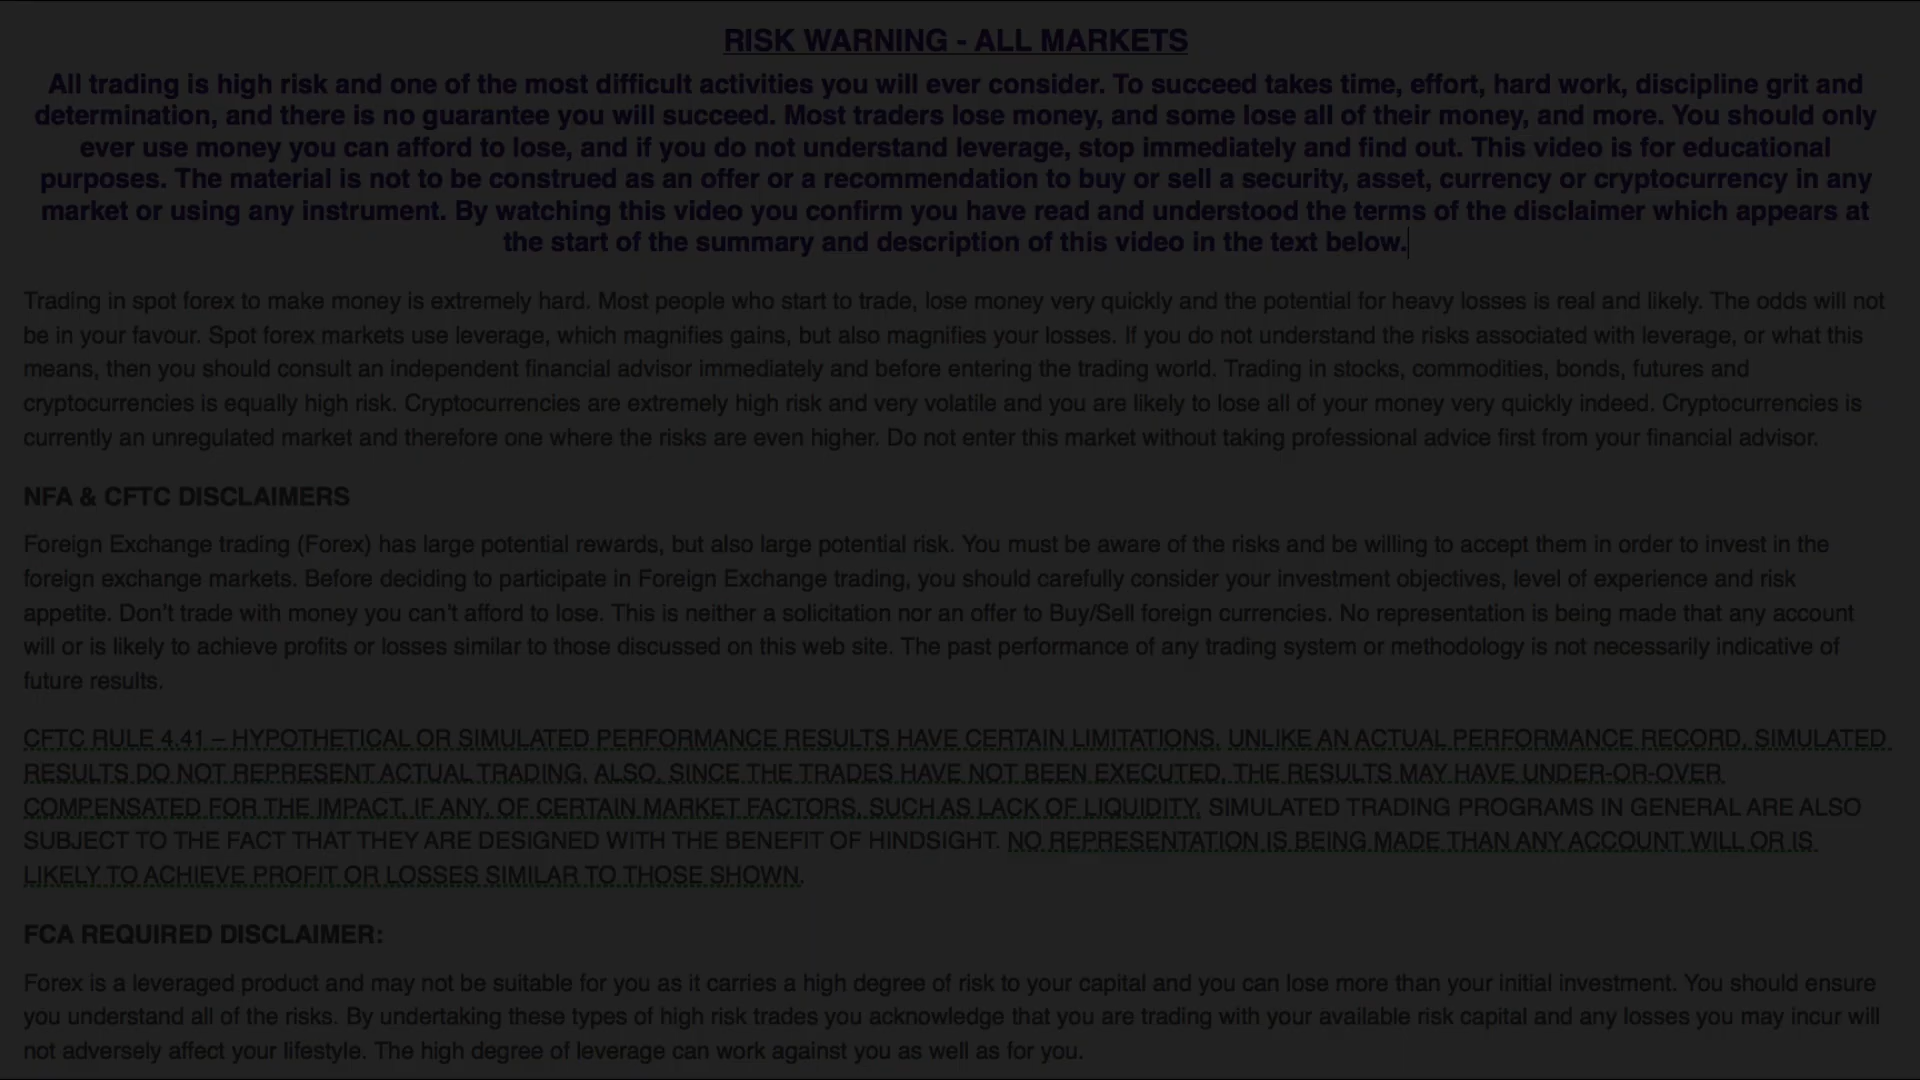 RISK WARNING - ALL MARKETS
All trading is high risk and one of the most difficult activities you will ever consider. To succeed takes time, effort, hard work, discipline grit and
determination, and there is no guarantee you will succeed. Most traders lose money, and some lose all of their money, and more. You should only
ever use money you can afford to lose, and if you do not understand leverage, stop immediately and find out. This video is for educational
purposes. The material is not to be construed as an offer or a recommendation to buy or sell a security, asset, currency or cryptocurrency in any
market or using any instrument. By watching this video you confirm you have read and understood the terms of the disclaimer which appears at
the start of the summary and description of this video in the text below.
Trading in spot forex to make money is extremely hard. Most people who start to trade, lose money very quickly and the potential for heavy losses is real and likely. The odds will not
be in your favour. Spot forex markets use leverage, which magnifies gains, but also magnifies your losses. If you do not understand the risks associated with leverage, or what this
means, then you should consult an independent financial advisor immediately and before entering the trading world. Trading in stocks, commodities, bonds, futures and
cryptocurrencies is equally high risk. Cryptocurrencies are extremely high risk and very volatile and you are likely to lose all of your money very quickly indeed. Cryptocurrencies is
currently an unregulated market and therefore one where the risks are even higher. Do not enter this market without taking professional advice first from your financial advisor.
NFA & CFTC DISCLAIMERS
Foreign Exchange trading (Forex) has large potential rewards, but also large potential risk. You must be aware of the risks and be willing to accept them in order to invest in the
foreign exchange markets. Before deciding to participate in Foreign Exchange trading, you should carefully consider your investment objectives, level of experience and risk
appetite. Don't trade with money you can't afford to lose. This is neither a solicitation nor an offer to Buy/Sell foreign currencies. No representation is being made that any account
will or is likely to achieve profits or losses similar to those discussed on this web site. The past performance of any trading system or methodology is not necessarily indicative of
future results.
CFTC RULE 4.41 – HYPOTHETICAL OR SIMULATED PERFORMANCE RESULTS HAVE CERTAIN LIMITATIONS. UNLIKE AN ACTUAL PERFORMANCE RECORD, SIMULATED
RESULTS DO NOT REPRESENT ACTUAL TRADING. ALSO, SINCE THE TRADES HAVE NOT BEEN EXECUTED, THE RESULTS MAY HAVE UNDER-OR-OVER
COMPENSATED FOR THE IMPACT, IF ANY, OF CERTAIN MARKET FACTORS, SUCH AS LACK OF LIQUIDITY. SIMULATED TRADING PROGRAMS IN GENERAL ARE ALSO
SUBJECT TO THE FACT THAT THEY ARE DESIGNED WITH THE BENEFIT OF HINDSIGHT. NO REPRESENTATION IS BEING MADE THAN ANY ACCOUNT WILL OR IS
LIKELY TO ACHIEVE PROFIT OR LOSSES SIMILAR TO THOSE SHOWN.
FCA REQUIRED DISCLAIMER:
Forex is a leveraged product and may not be suitable for you as it carries a high degree of risk to your capital and you can lose more than your initial investment. You should ensure
you understand all of the risks. By undertaking these types of high risk trades you acknowledge that you are trading with your available risk capital and any losses you may incur will
not adversely affect your lifestyle. The high degree of leverage can work against you as well as for you.